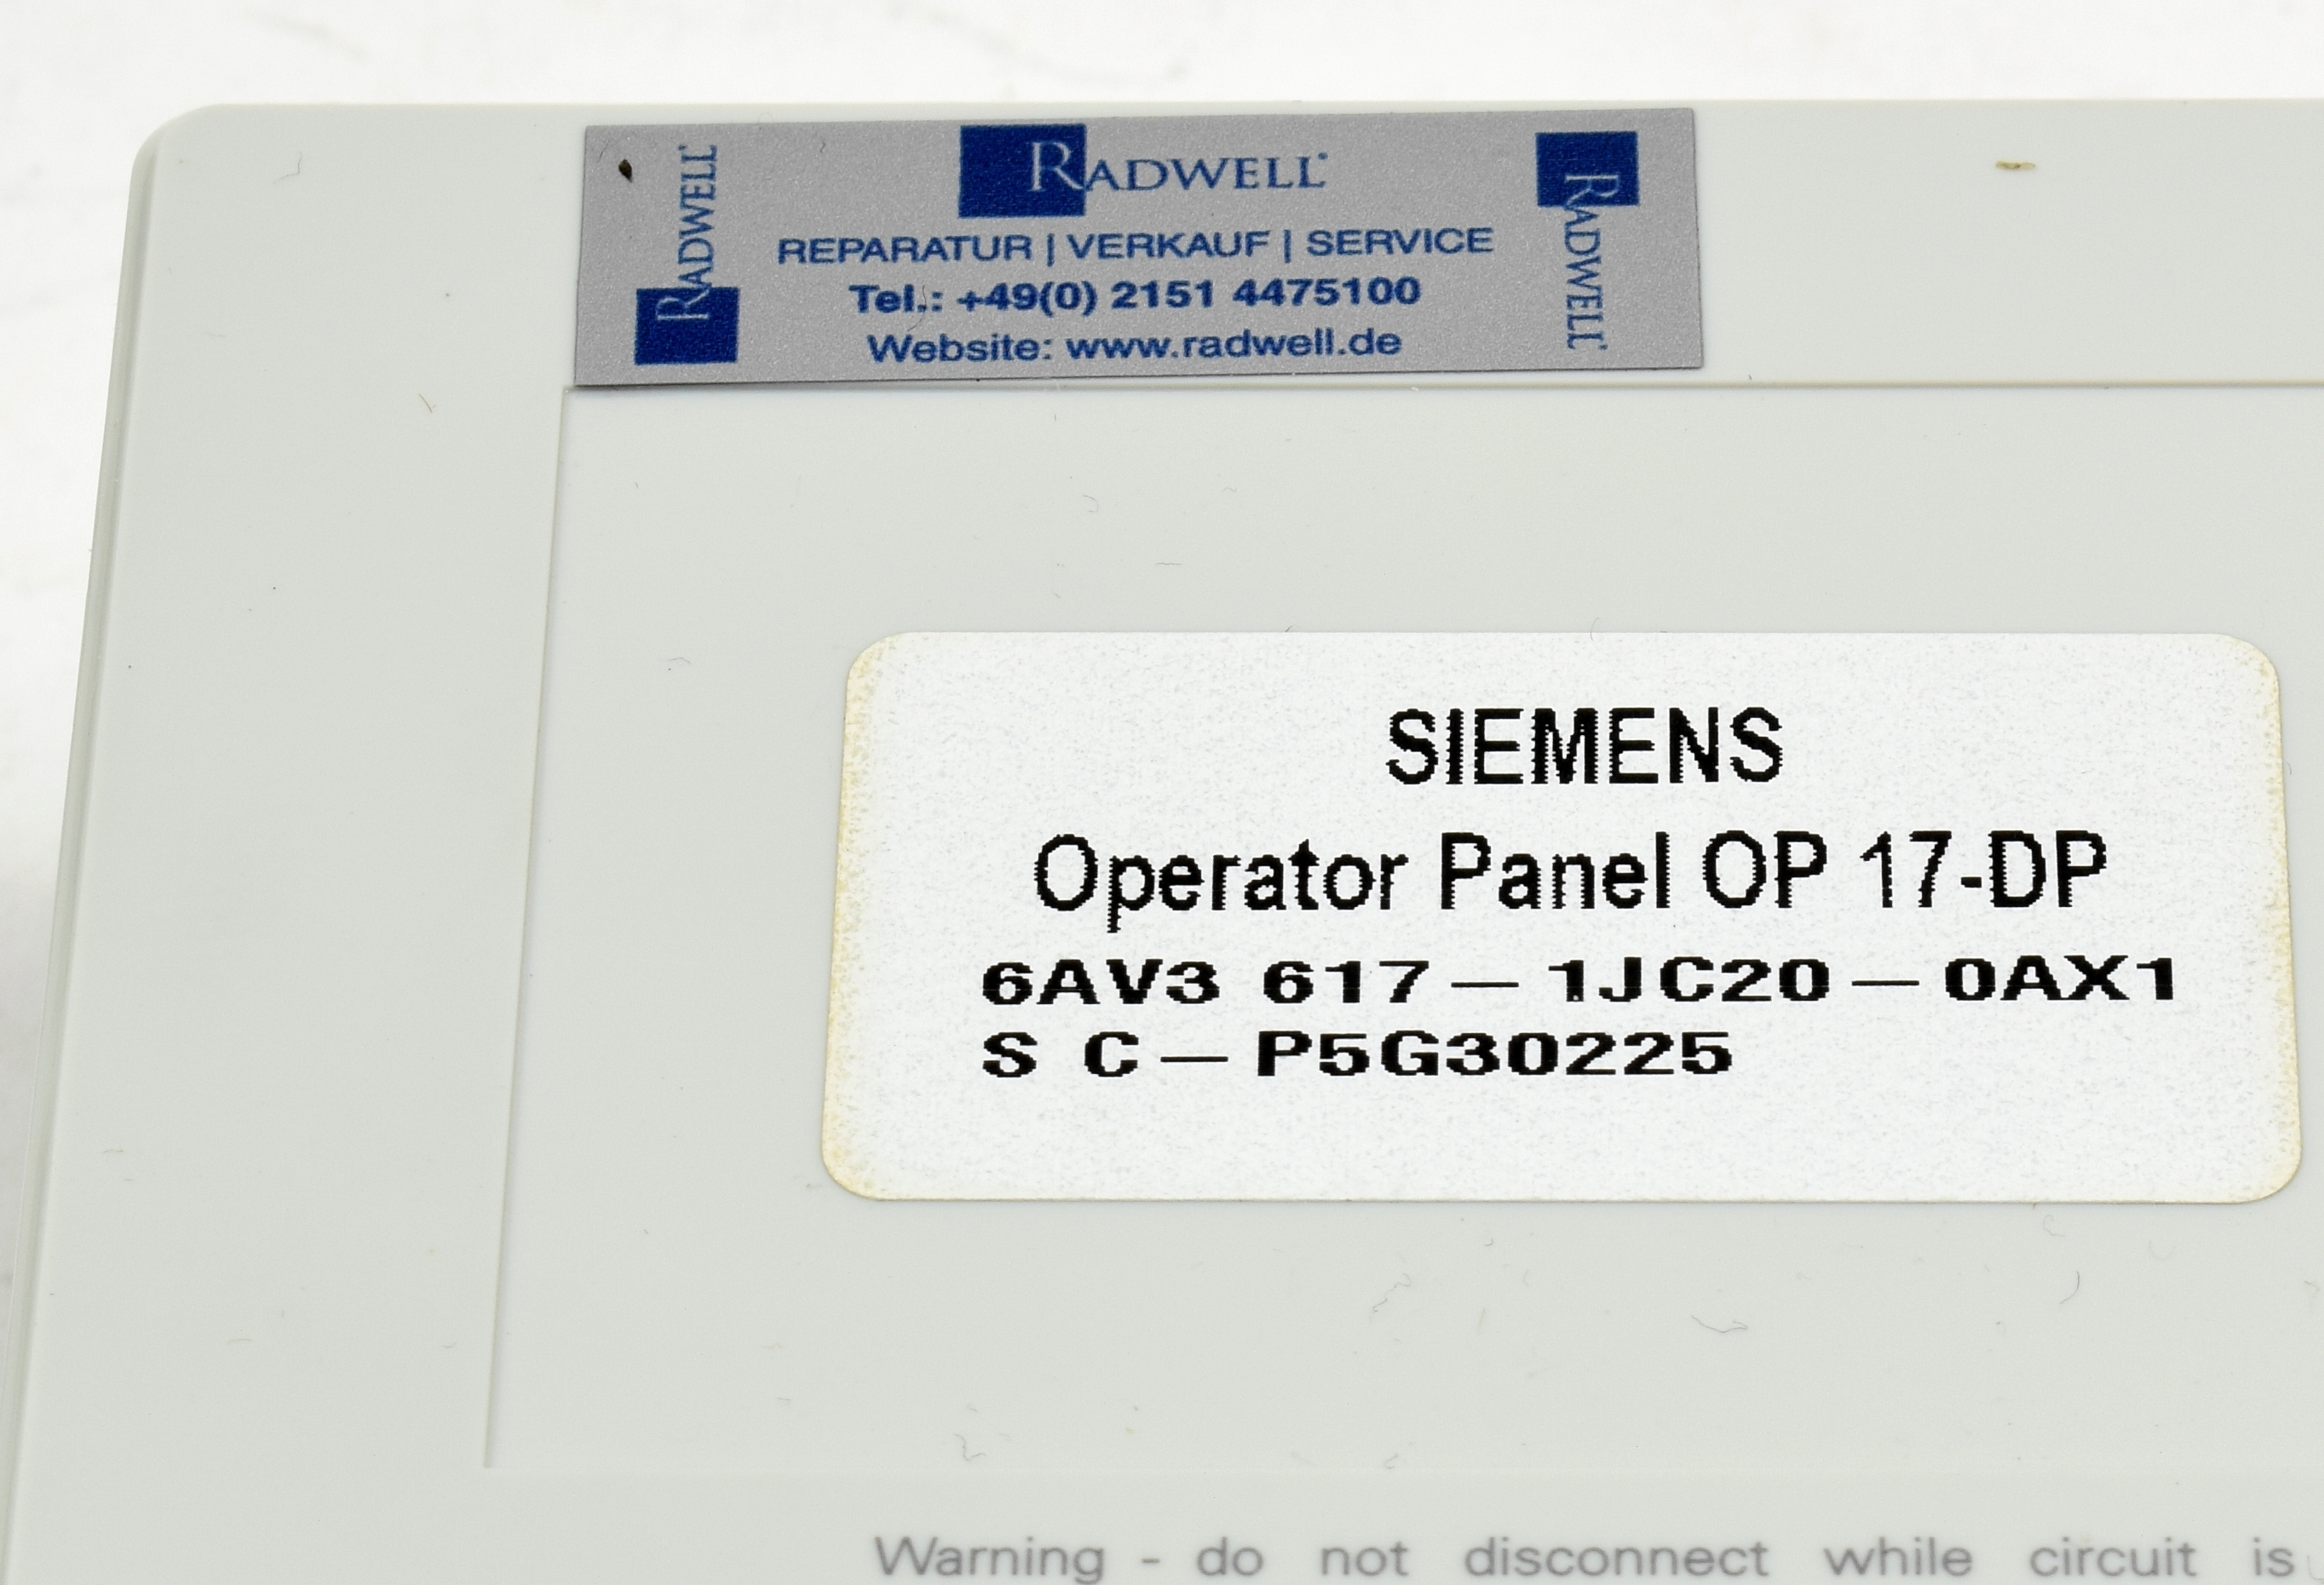 RADWELL
RADWELL
RADWELL
REPARATUR | VERKAUF | SERVICE
Tel.: +49(0) 2151 4475100
Website: www.radwell.de
SIEMENS
Operator Panel OP 17-DP
6AV3 617-1JC20-0AX1
S C-P5G30225
Warning - do not disconnect while circuit is